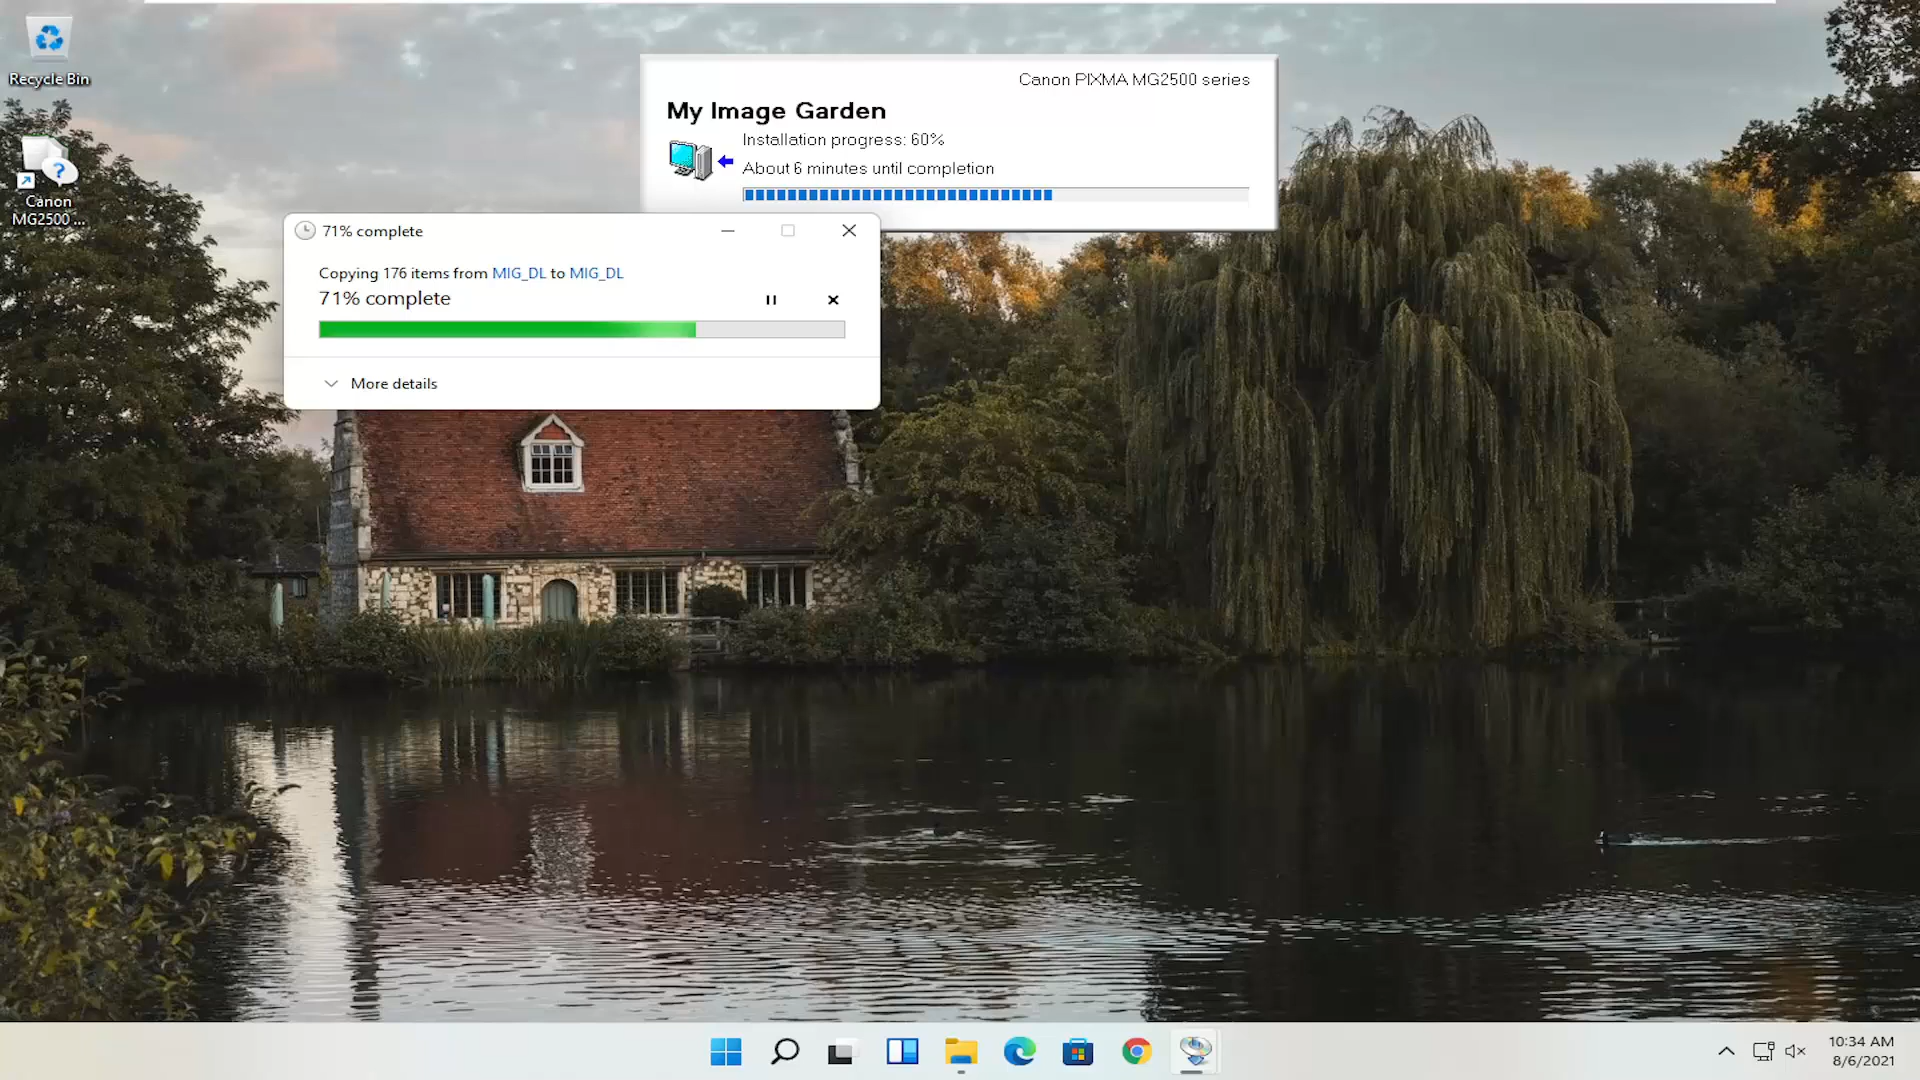 Recycle Bin
Canon
MG2500 ...
Canon PIXMA MG2500 series
My Image Garden
Installation progress: 60%
About 6 minutes until completion
71% complete
Copying 176 items from MIG_DL to MIG_DL
71% complete
More details
10:34 AM
8/6/2021